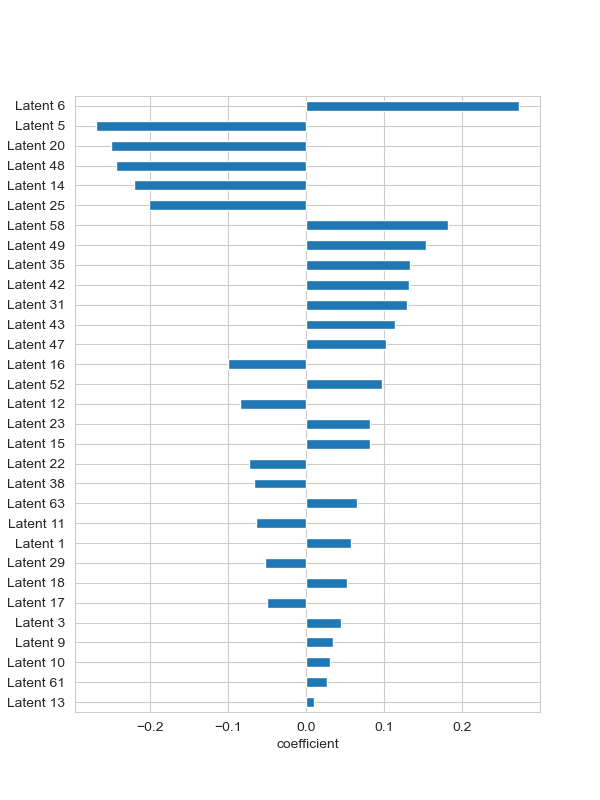 Latent 6
Latent 5
Latent 20
Latent 48
Latent 14
Latent 25
Latent 58
Latent 49
Latent 35
Latent 42
Latent 31
Latent 43
Latent 47
Latent 16
Latent 52
Latent 12
Latent 23
Latent 15
Latent 22
Latent 38
Latent 63
Latent 11
Latent 1
Latent 29
Latent 18
Latent 17
Latent 3
Latent 9
Latent 10
Latent 61
Latent 13
−0.2 −0.1 0.0 0.1 0.2
coefficient